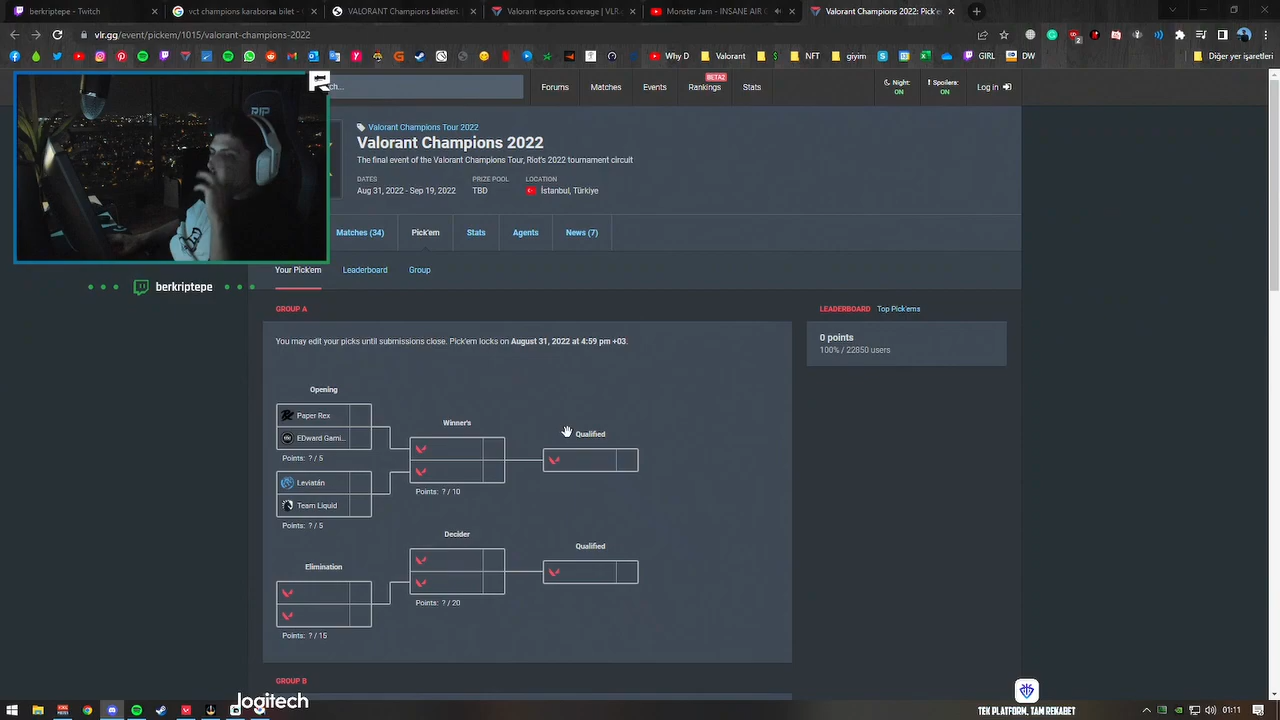 berkriptepe - Twitch
vct champions karaborsa bilet -
VALORANT Champions biletleri
Valorant esports coverage | VLR.g
Monster Jam - INSANE AIR
Valorant Champions 2022: Pick'e
vlr.gg/event/pickem/1015/valorant-champions-2022
Why D
Valorant
NFT
giyim
GIRL
DW
Diğer yer işaretleri
ch...
Forums
Matches
Events
BETA2
Rankings
Stats
Night:
ON
! Spoilers:
ON
Log in
RIP
Valorant Champions Tour 2022
Valorant Champions 2022
The final event of the Valorant Champions Tour, Riot's 2022 tournament circuit
DATES
PRIZE POOL
LOCATION
Aug 31, 2022 - Sep 19, 2022
TBD
İstanbul, Türkiye
Matches (34)
Pick'em
Stats
Agents
News (7)
Your Pick'em
Leaderboard
Group
berkriptepe
GROUP A
LEADERBOARD
Top Pick'ems
You may edit your picks until submissions close. Pick'em locks on August 31, 2022 at 4:59 pm +03.
0 points
100% / 22850 users
Opening
Paper Rex
EDward Gami...
Points: ? / 5
Winner's
Points: ? / 10
Qualified
Leviatán
Team Liquid
Points: ? / 5
Decider
Points: ? / 20
Qualified
Elimination
Points: ? / 15
GROUP B
logitech
TEK PLATFORM, TAM REKABET
01:11